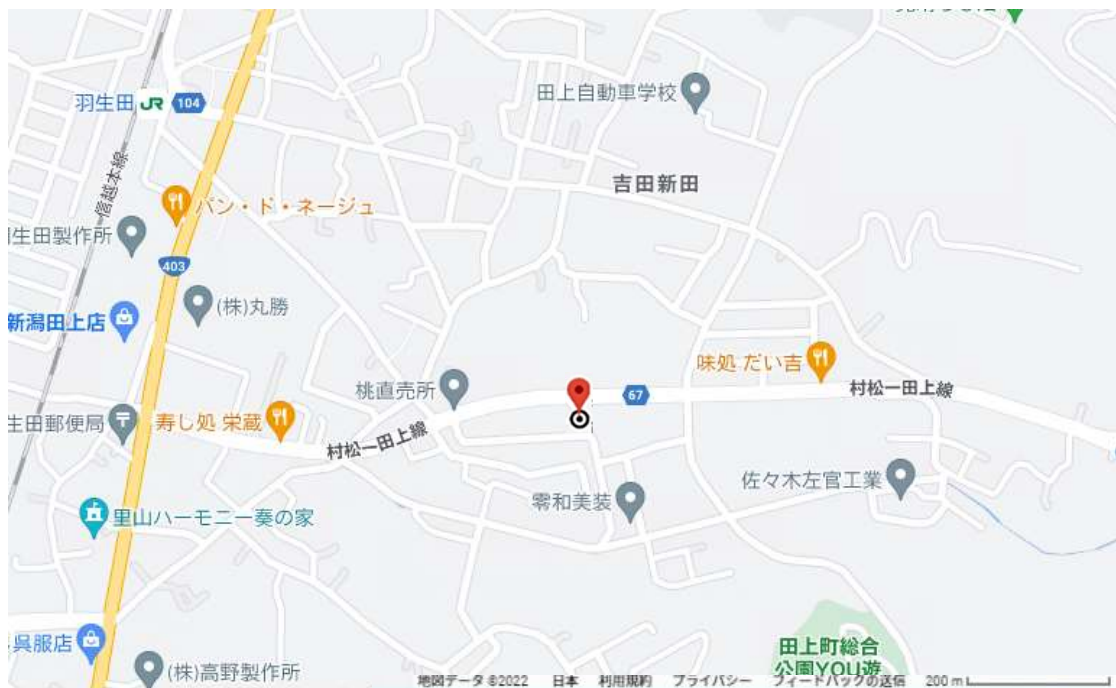 羽生田 JR 104
田上自動車学校
吉田新田
信越本線
パン・ド・ネージュ
生田製作所
403
(株)丸勝
新潟田上店
味処 だい吉
桃直売所
67
村松一田上線
生田郵便局
寿し処 栄蔵
村松一田上線
佐々木左官工業
零和美装
里山ハーモニー奏の家
呉服店
田上町総合
公園YOU遊
(株)高野製作所
地図データ ©2022 日本 利用規約 プライバシー フィードバックの送信 200 m